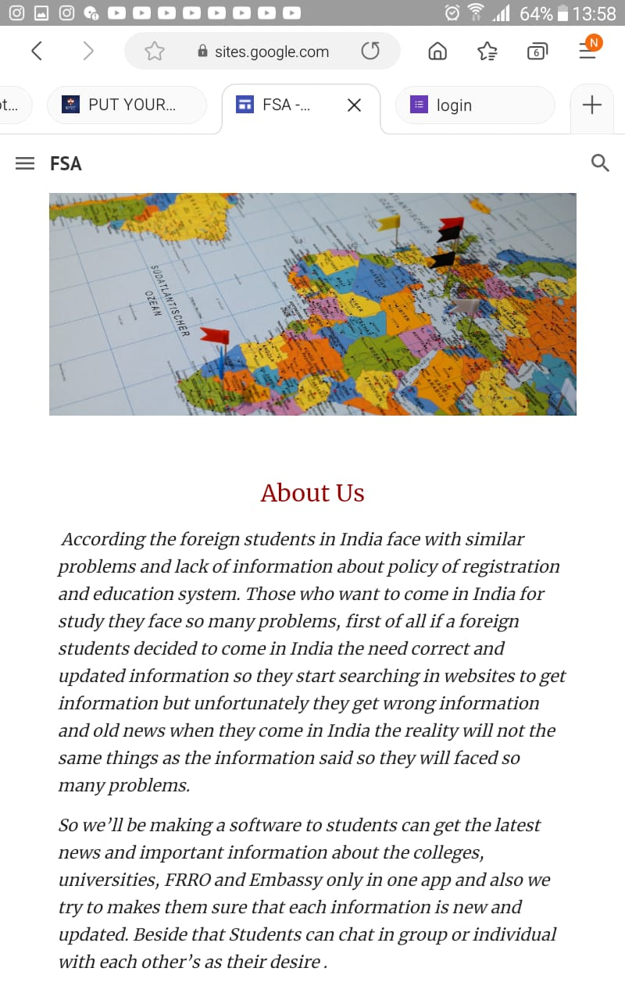 64% 13:58
sites.google.com
6
N
ot...
PUT YOUR...
FSA -...
login
FSA
SÜDATLANTISCHER
OZEAN
NIGER
About Us
According the foreign students in India face with similar
problems and lack of information about policy of registration
and education system. Those who want to come in India for
study they face so many problems, first of all if a foreign
students decided to come in India the need correct and
updated information so they start searching in websites to get
information but unfortunately they get wrong information
and old news when they come in India the reality will not the
same things as the information said so they will faced so
many problems.
So we’ll be making a software to students can get the latest
news and important information about the colleges,
universities, FRRO and Embassy only in one app and also we
try to makes them sure that each information is new and
updated. Beside that Students can chat in group or individual
with each other’s as their desire .